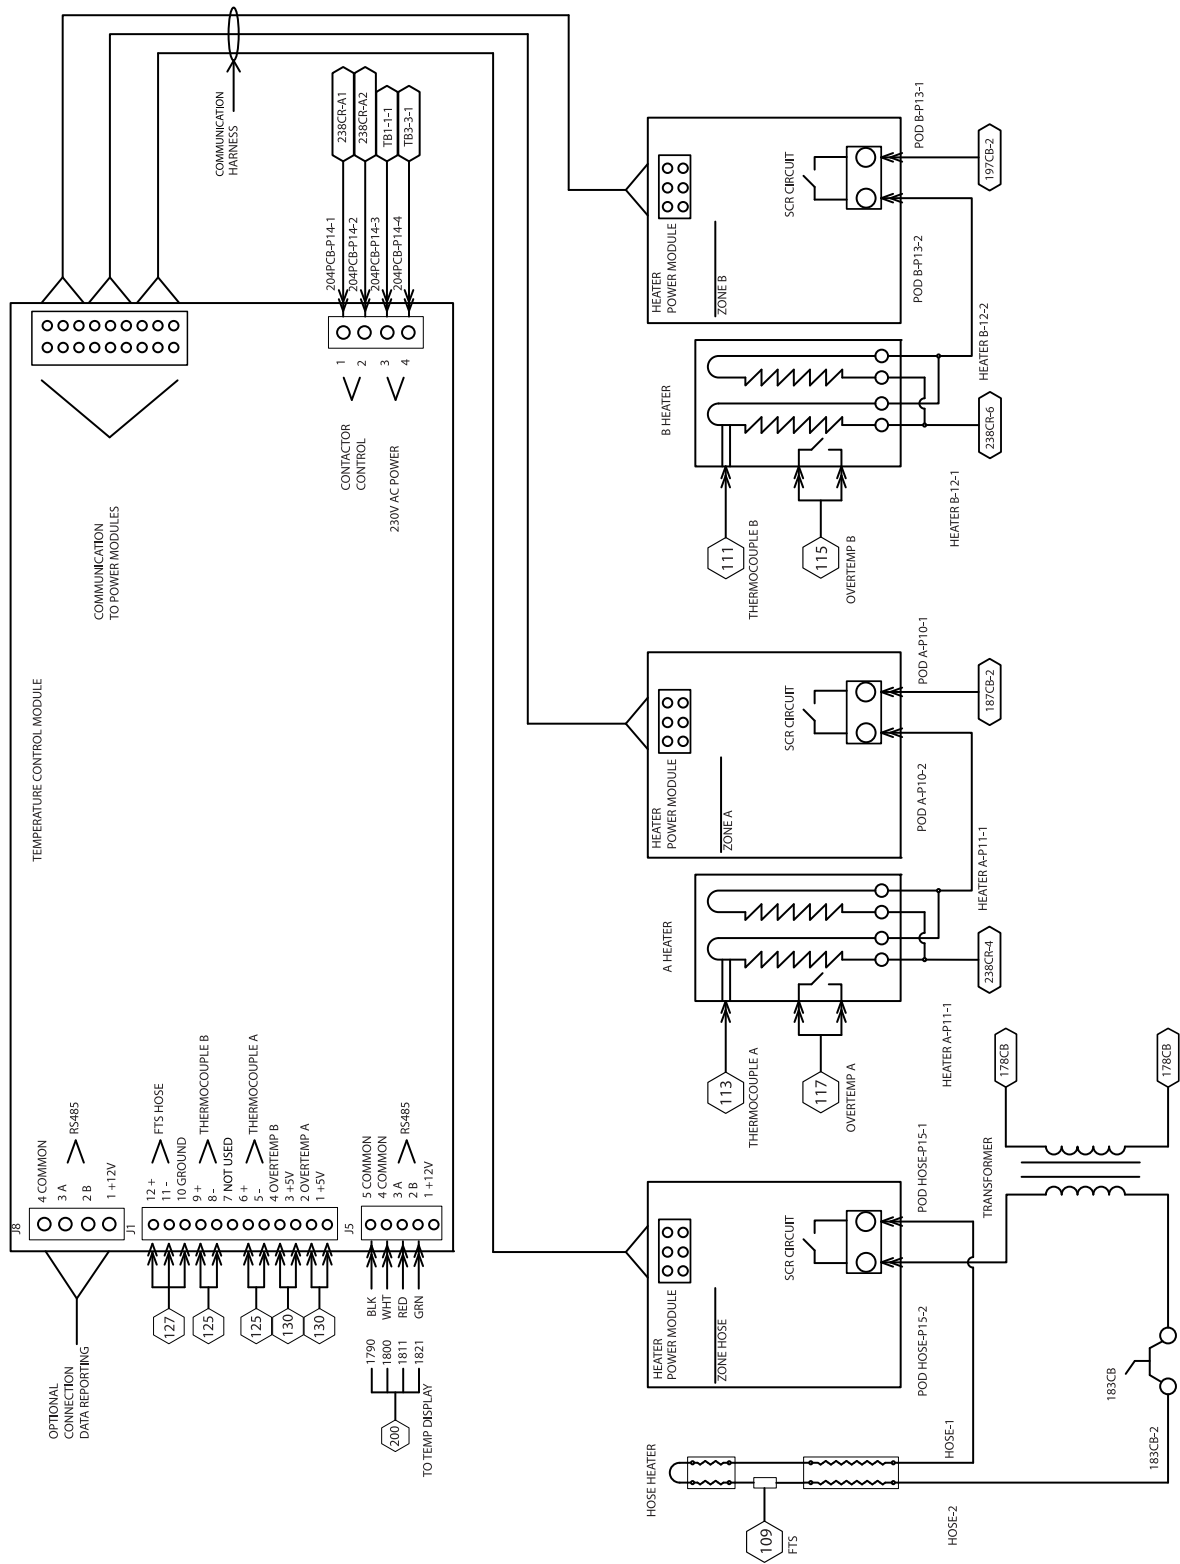 TEMPERATURE CONTROL MODULE
OPTIONAL
CONNECTION
DATA REPORTING
J8
4 COMMON
3 A
2 B
1 +12V
RS485
J1
12 +
11 -
10 GROUND
9 +
8 -
7 NOT USED
6 +
5 -
4 OVERTEMP B
3 +5V
2 OVERTEMP A
1 +5V
FTS HOSE
THERMOCOUPLE B
THERMOCOUPLE A
127
125
125
130
130
J5
5 COMMON
4 COMMON
3 A
2 B
1 +12V
RS485
BLK
WHT
RED
GRN
1790
1800
1811
1821
200
TO TEMP DISPLAY
COMMUNICATION
TO POWER MODULES
CONTACTOR
CONTROL
230V AC POWER
1
2
3
4
204PCB-P14-1
204PCB-P14-2
204PCB-P14-3
204PCB-P14-4
238CR-A1
238CR-A2
TB1-1-1
TB3-3-1
COMMUNICATION
HARNESS
HOSE HEATER
109
FTS
HOSE-1
HOSE-2
HEATER
POWER MODULE
ZONE HOSE
SCR CIRCUIT
POD HOSE-P15-2
POD HOSE-P15-1
TRANSFORMER
183CB
183CB-2
178CB
178CB
A HEATER
113
THERMOCOUPLE A
117
OVERTEMP A
HEATER A-P11-1
238CR-4
HEATER A-P11-1
HEATER
POWER MODULE
ZONE A
SCR CIRCUIT
POD A-P10-2
POD A-P10-1
187CB-2
B HEATER
111
THERMOCOUPLE B
115
OVERTEMP B
HEATER B-12-1
238CR-6
HEATER B-12-2
HEATER
POWER MODULE
ZONE B
SCR CIRCUIT
POD B-P13-2
POD B-P13-1
197CB-2